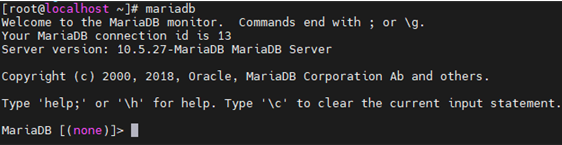 [root@localhost ~]# mariadb
Welcome to the MariaDB monitor.  Commands end with ; or \g.
Your MariaDB connection id is 13
Server version: 10.5.27-MariaDB MariaDB Server
Copyright (c) 2000, 2018, Oracle, MariaDB Corporation Ab and others.
Type 'help;' or '\h' for help. Type '\c' to clear the current input statement.
MariaDB [(none)]>